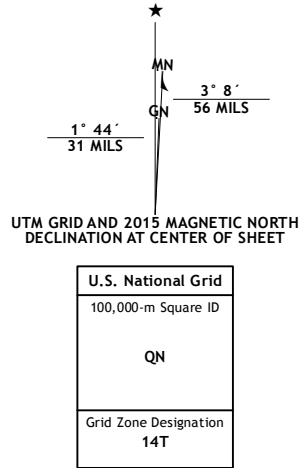 ★
MN
GN
3° 8´
56 MILS
1° 44´
31 MILS
UTM GRID AND 2015 MAGNETIC NORTH
DECLINATION AT CENTER OF SHEET
U.S. National Grid
100,000-m Square ID
QN
Grid Zone Designation
14T